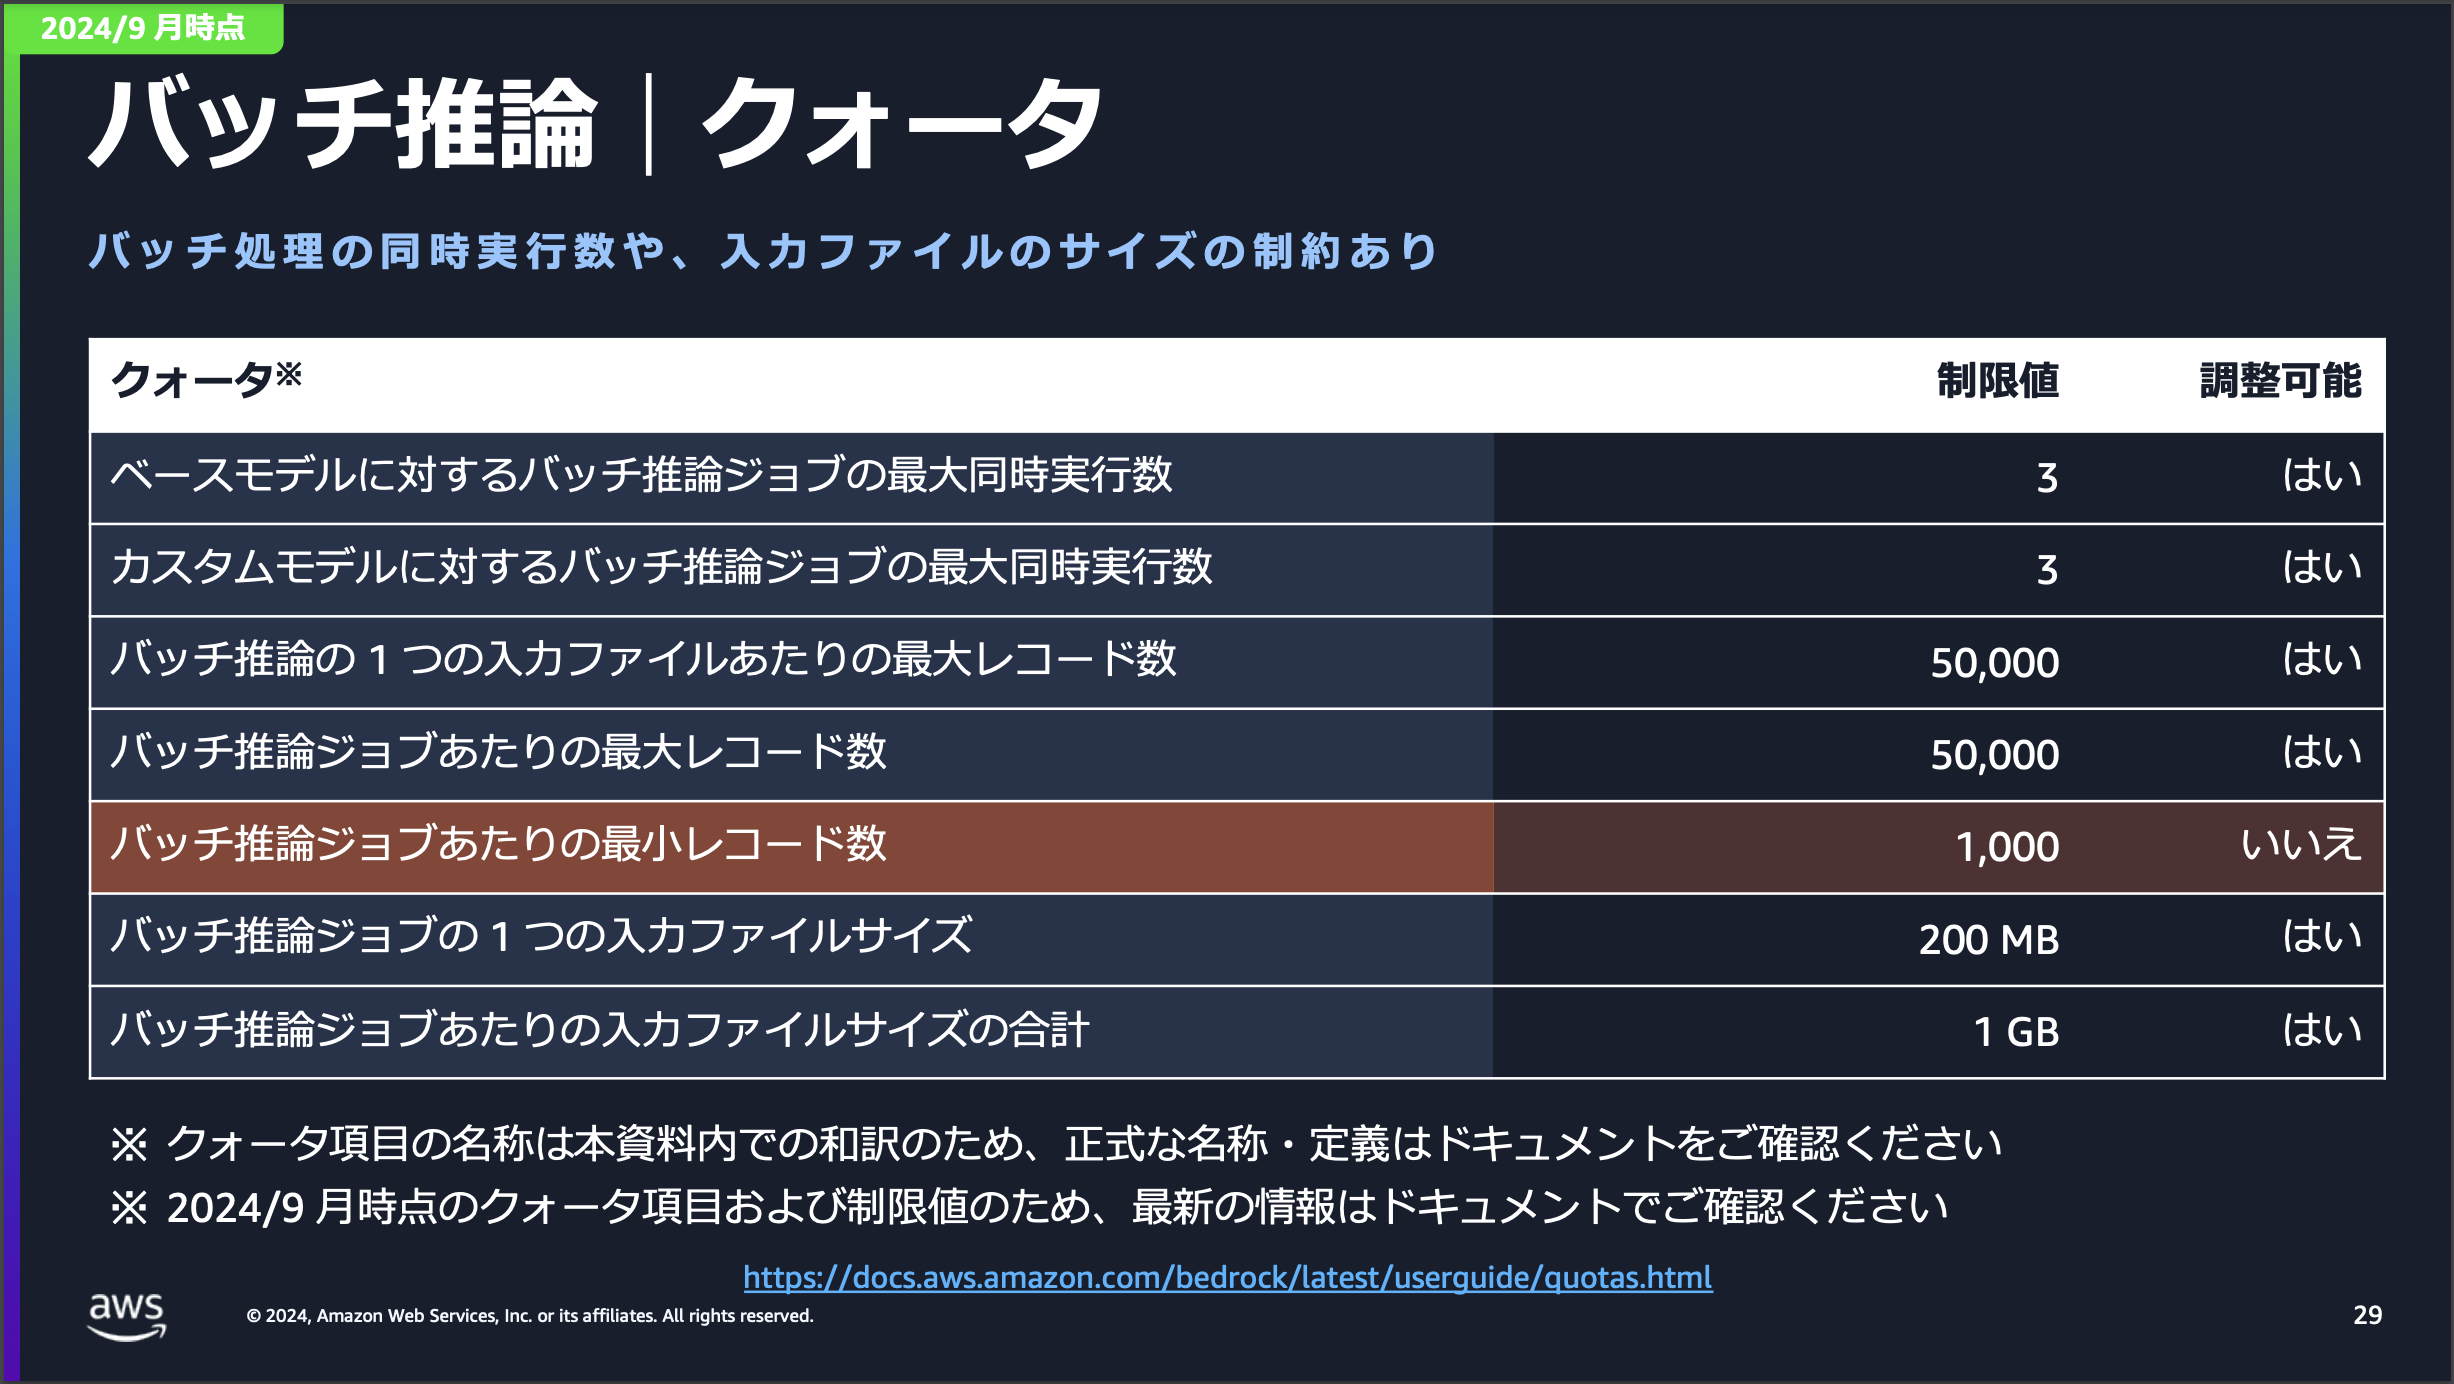 2024/9 月時点
バッチ推論｜クォータ
バッチ処理の同時実行数や、入力ファイルのサイズの制約あり
クォータ※ 制限値 調整可能
ベースモデルに対するバッチ推論ジョブの最大同時実行数 3 はい
カスタムモデルに対するバッチ推論ジョブの最大同時実行数 3 はい
バッチ推論の 1 つの入力ファイルあたりの最大レコード数 50,000 はい
バッチ推論ジョブあたりの最大レコード数 50,000 はい
バッチ推論ジョブあたりの最小レコード数 1,000 いいえ
バッチ推論ジョブの 1 つの入力ファイルサイズ 200 MB はい
バッチ推論ジョブあたりの入力ファイルサイズの合計 1 GB はい
※ クォータ項目の名称は本資料内での和訳のため、正式な名称・定義はドキュメントをご確認ください
※ 2024/9 月時点のクォータ項目および制限値のため、最新の情報はドキュメントでご確認ください
https://docs.aws.amazon.com/bedrock/latest/userguide/quotas.html
aws © 2024, Amazon Web Services, Inc. or its affiliates. All rights reserved. 29